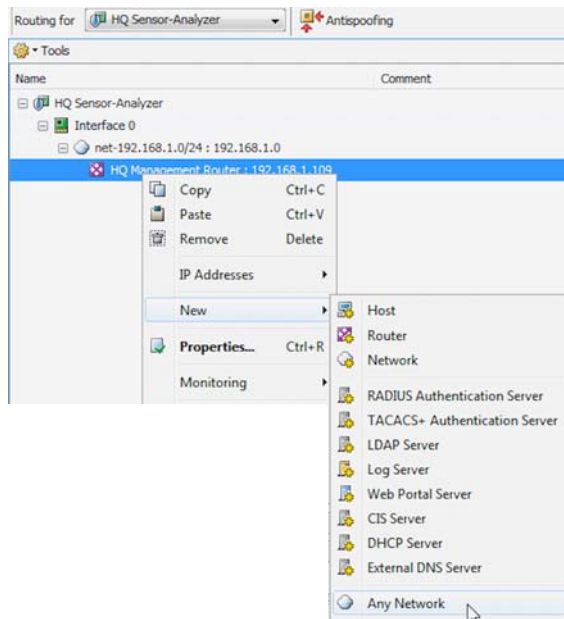 Routing for HQ Sensor-Analyzer Antispoofing
Tools
Name Comment
HQ Sensor-Analyzer
Interface 0
net-192.168.1.0/24 : 192.168.1.0
HQ Management Router : 192.168.1.109
Copy Ctrl+C
Paste Ctrl+V
Remove Delete
IP Addresses
New
Properties... Ctrl+R
Monitoring
Host
Router
Network
RADIUS Authentication Server
TACACS+ Authentication Server
LDAP Server
Log Server
Web Portal Server
CIS Server
DHCP Server
External DNS Server
Any Network